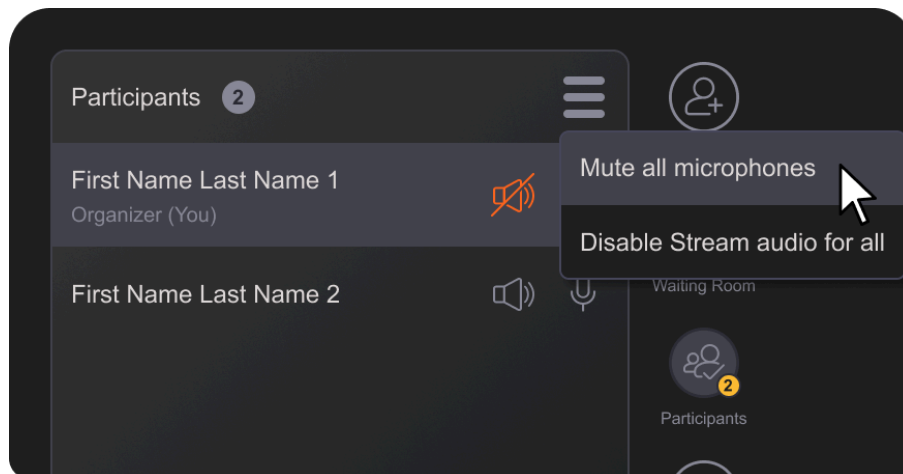 Participants 2
First Name Last Name 1
Organizer (You)
First Name Last Name 2
Mute all microphones
Disable Stream audio for all
Waiting Room
2
Participants